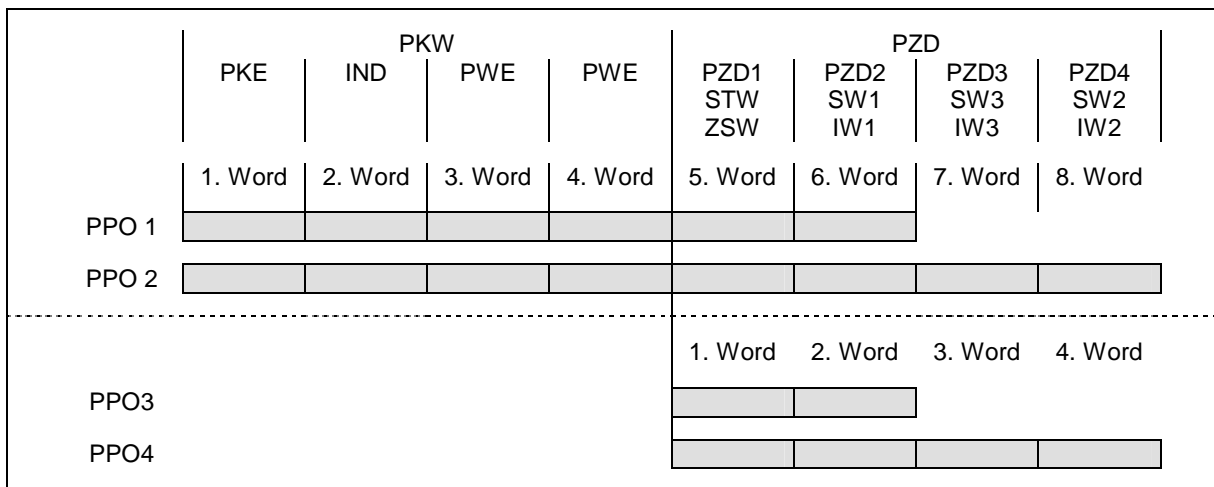 PKW PZD
PKE IND PWE PWE PZD1 PZD2 PZD3 PZD4
STW SW1 SW3 SW2
ZSW IW1 IW3 IW2
1. Word 2. Word 3. Word 4. Word 5. Word 6. Word 7. Word 8. Word
PPO 1
PPO 2
1. Word 2. Word 3. Word 4. Word
PPO3
PPO4